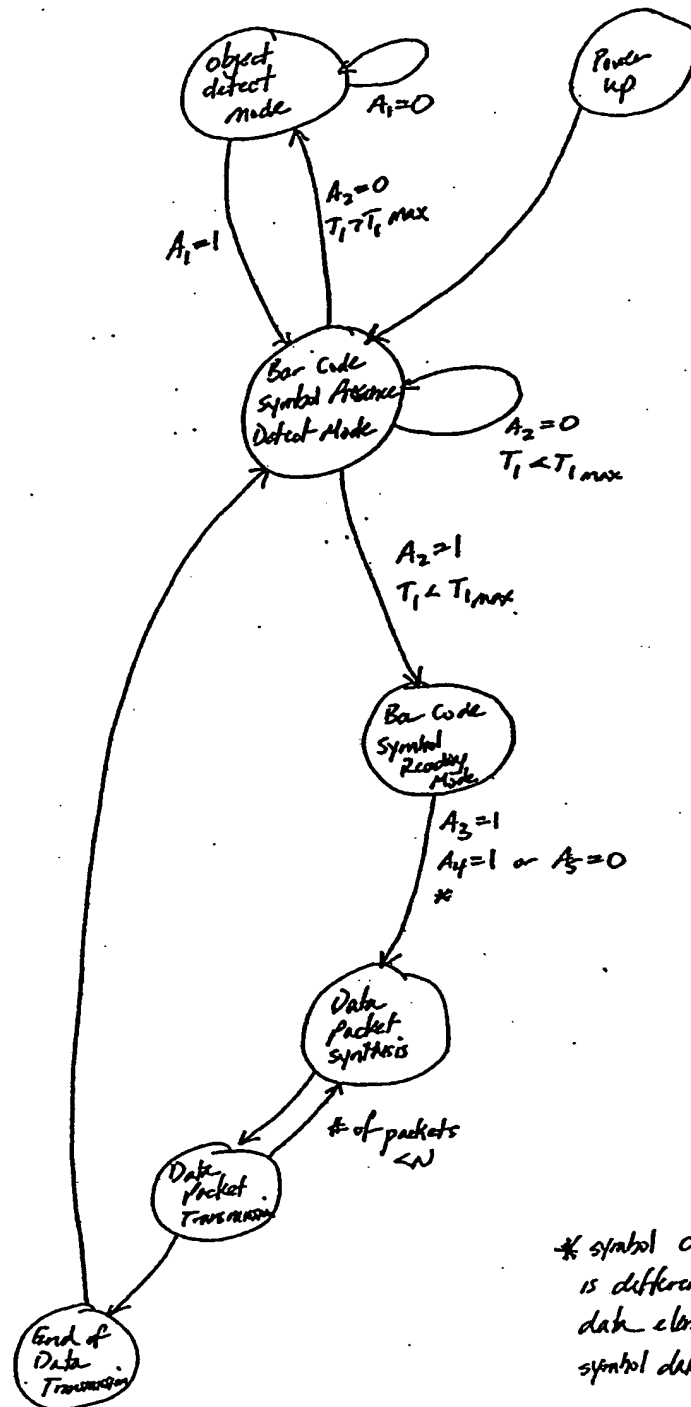 object
detect
mode
A₁=0
Power
up
A₂=0
T₁>T₁ max
A₁=1
Bar Code
Symbol
Detect Mode
A₂=0
T₁<T₁ max
A₂=1
T₁<T₁ max
Bar Code
Symbol
Reading
Mode
A₃=1
A₄=1 or A₅=0
*
Data
Packet
Synthesis
# of packets
<N
Data
Packet
Transmission
End of
Data
Transmission
* symbol
is
data
symbol